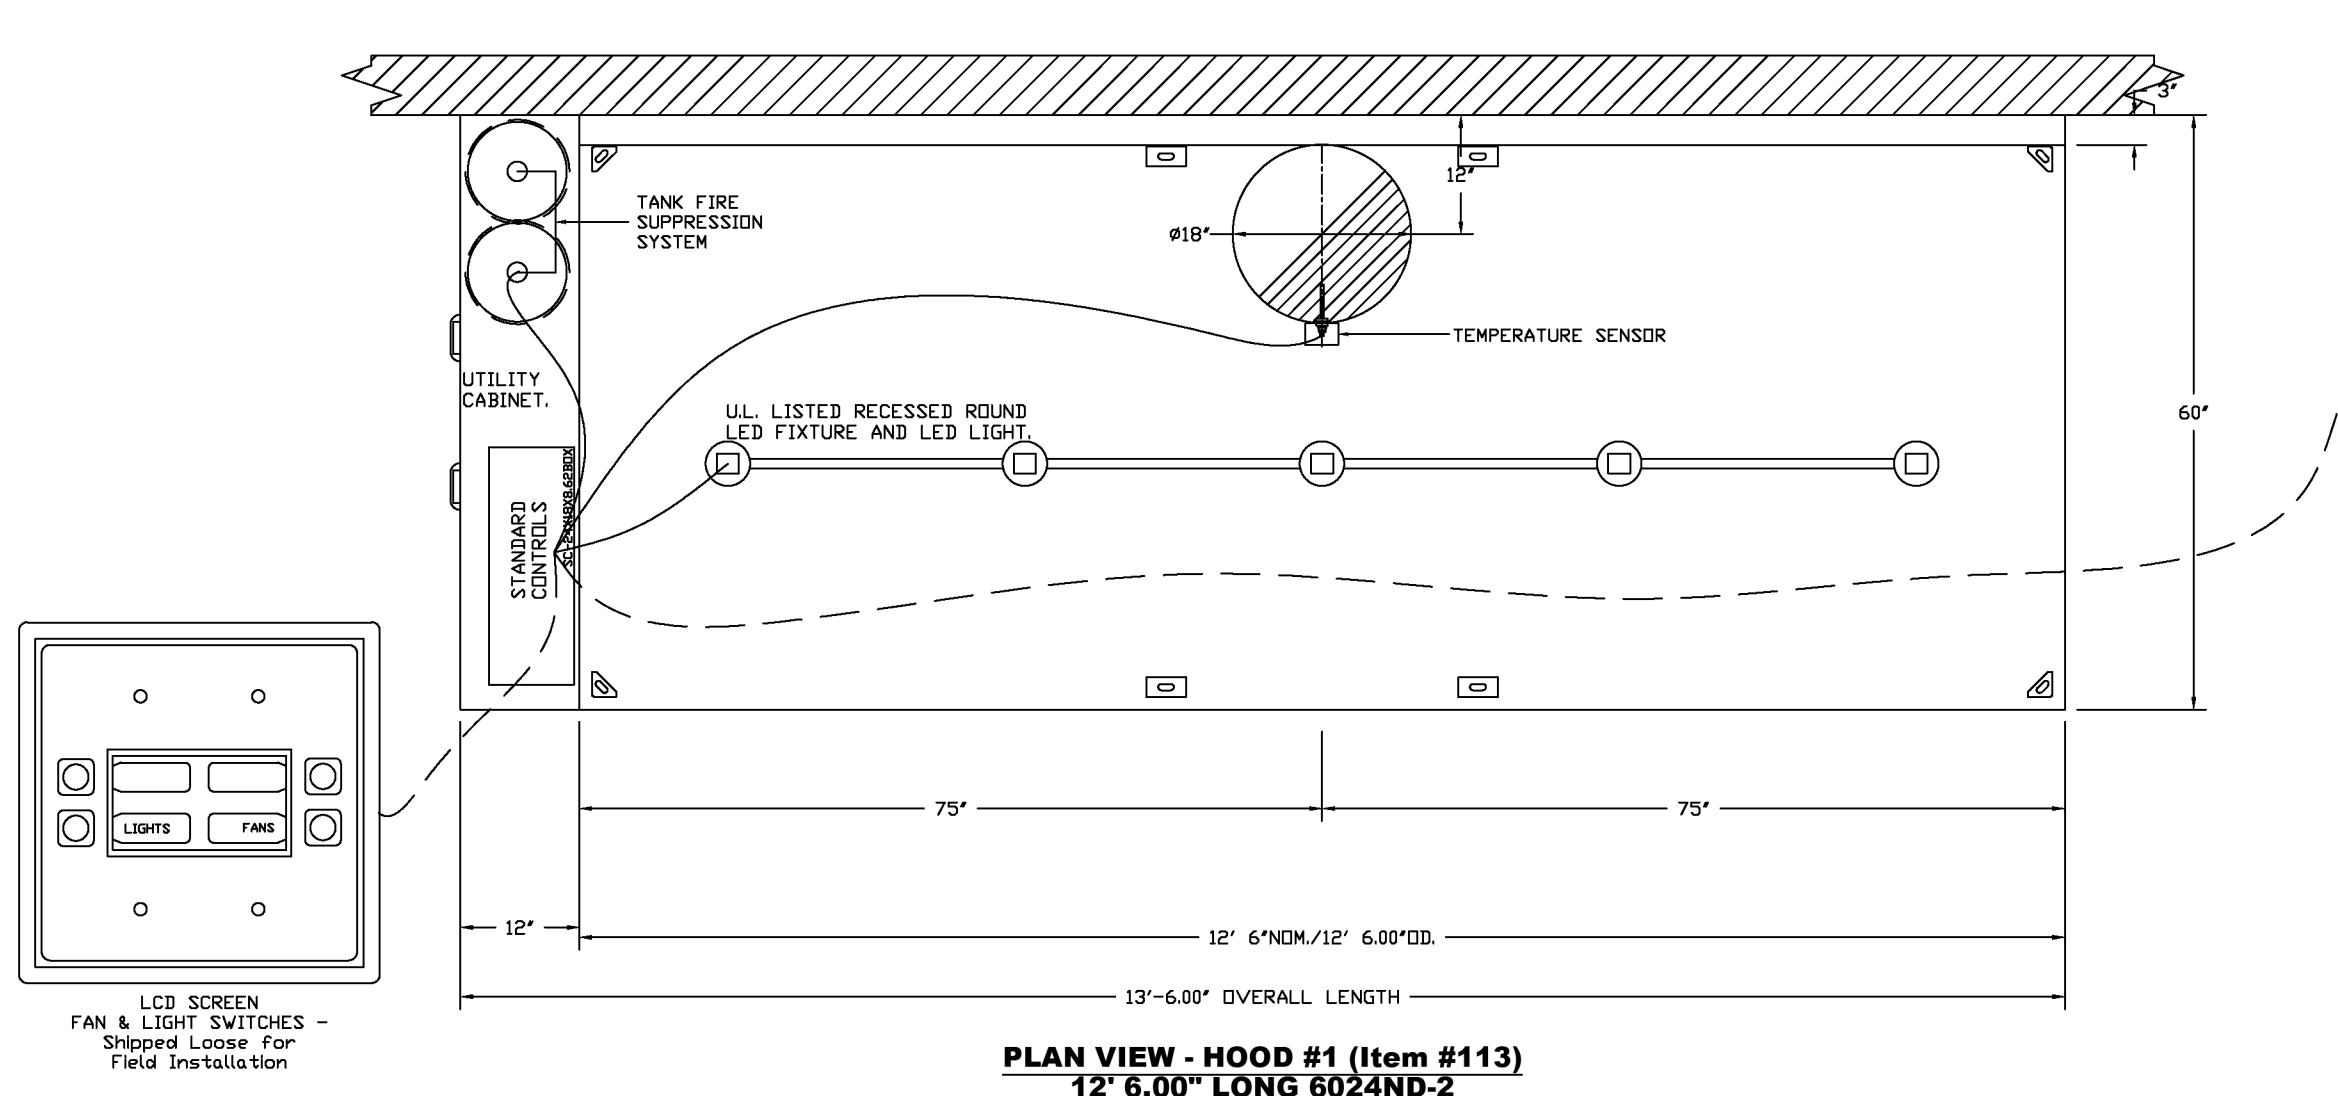 3"
12"
TANK FIRE
SUPPRESSION
SYSTEM
Ø18"
TEMPERATURE SENSOR
UTILITY
CABINET.
U.L. LISTED RECESSED ROUND
LED FIXTURE AND LED LIGHT.
60"
STANDARD
CONTROLS
SC-24X18X8.62BOX
LIGHTS
FANS
75"
75"
12"
12' 6"NOM./12' 6.00"OD.
13'-6.00" OVERALL LENGTH
LCD SCREEN
FAN & LIGHT SWITCHES -
Shipped Loose for
Field Installation
PLAN VIEW - HOOD #1 (Item #113)
12' 6.00" LONG 6024ND-2